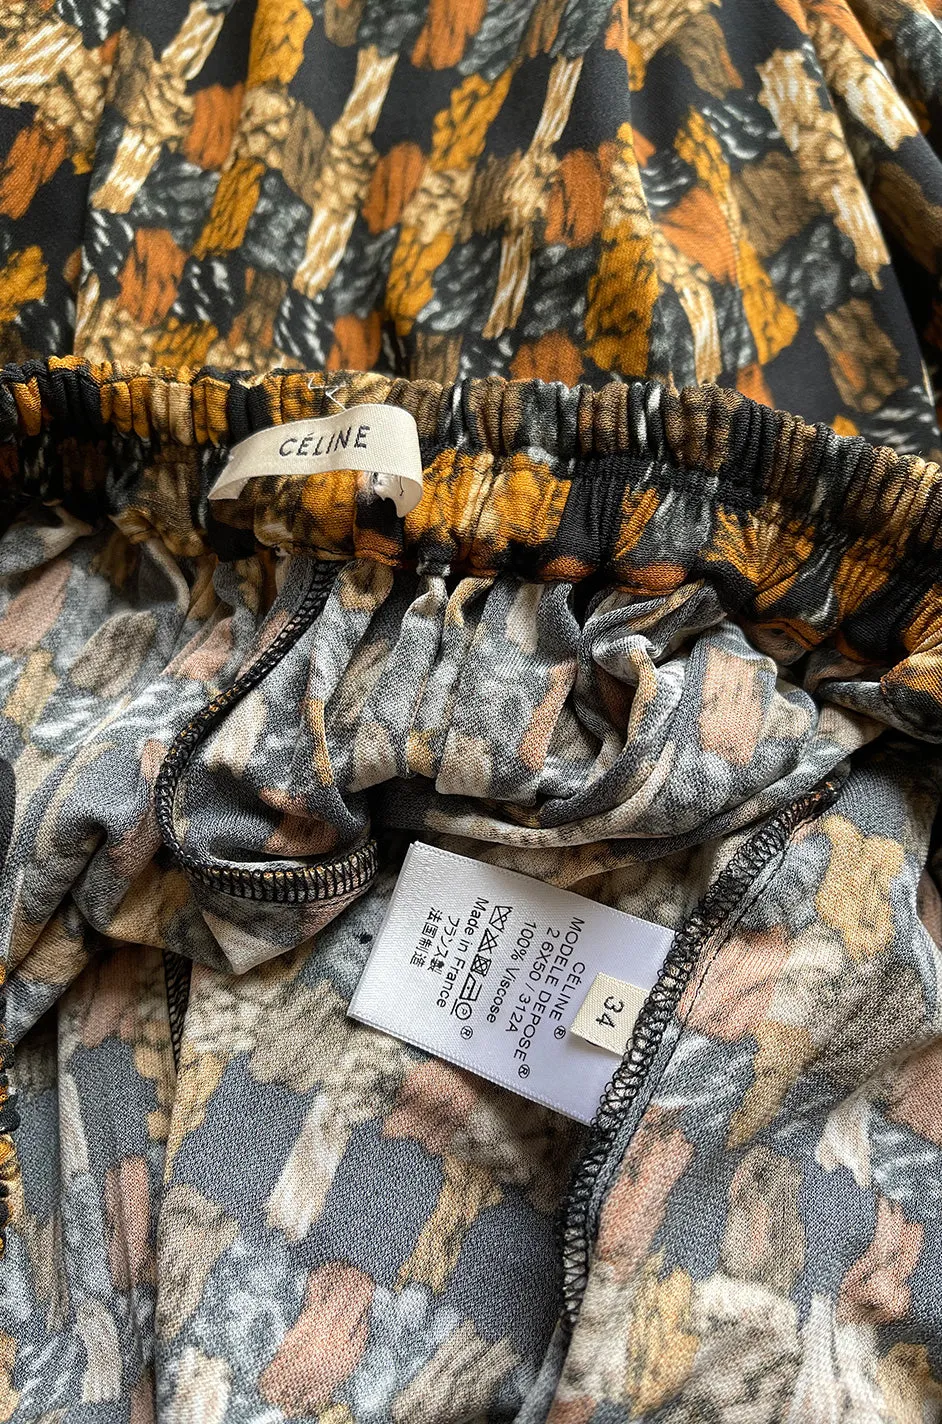 CÉLINE
34
CéLINE ®
MODELE DEPOSE ®
2 6X50 / 312A
100% Viscose
Made in France
フランス製
法国制造